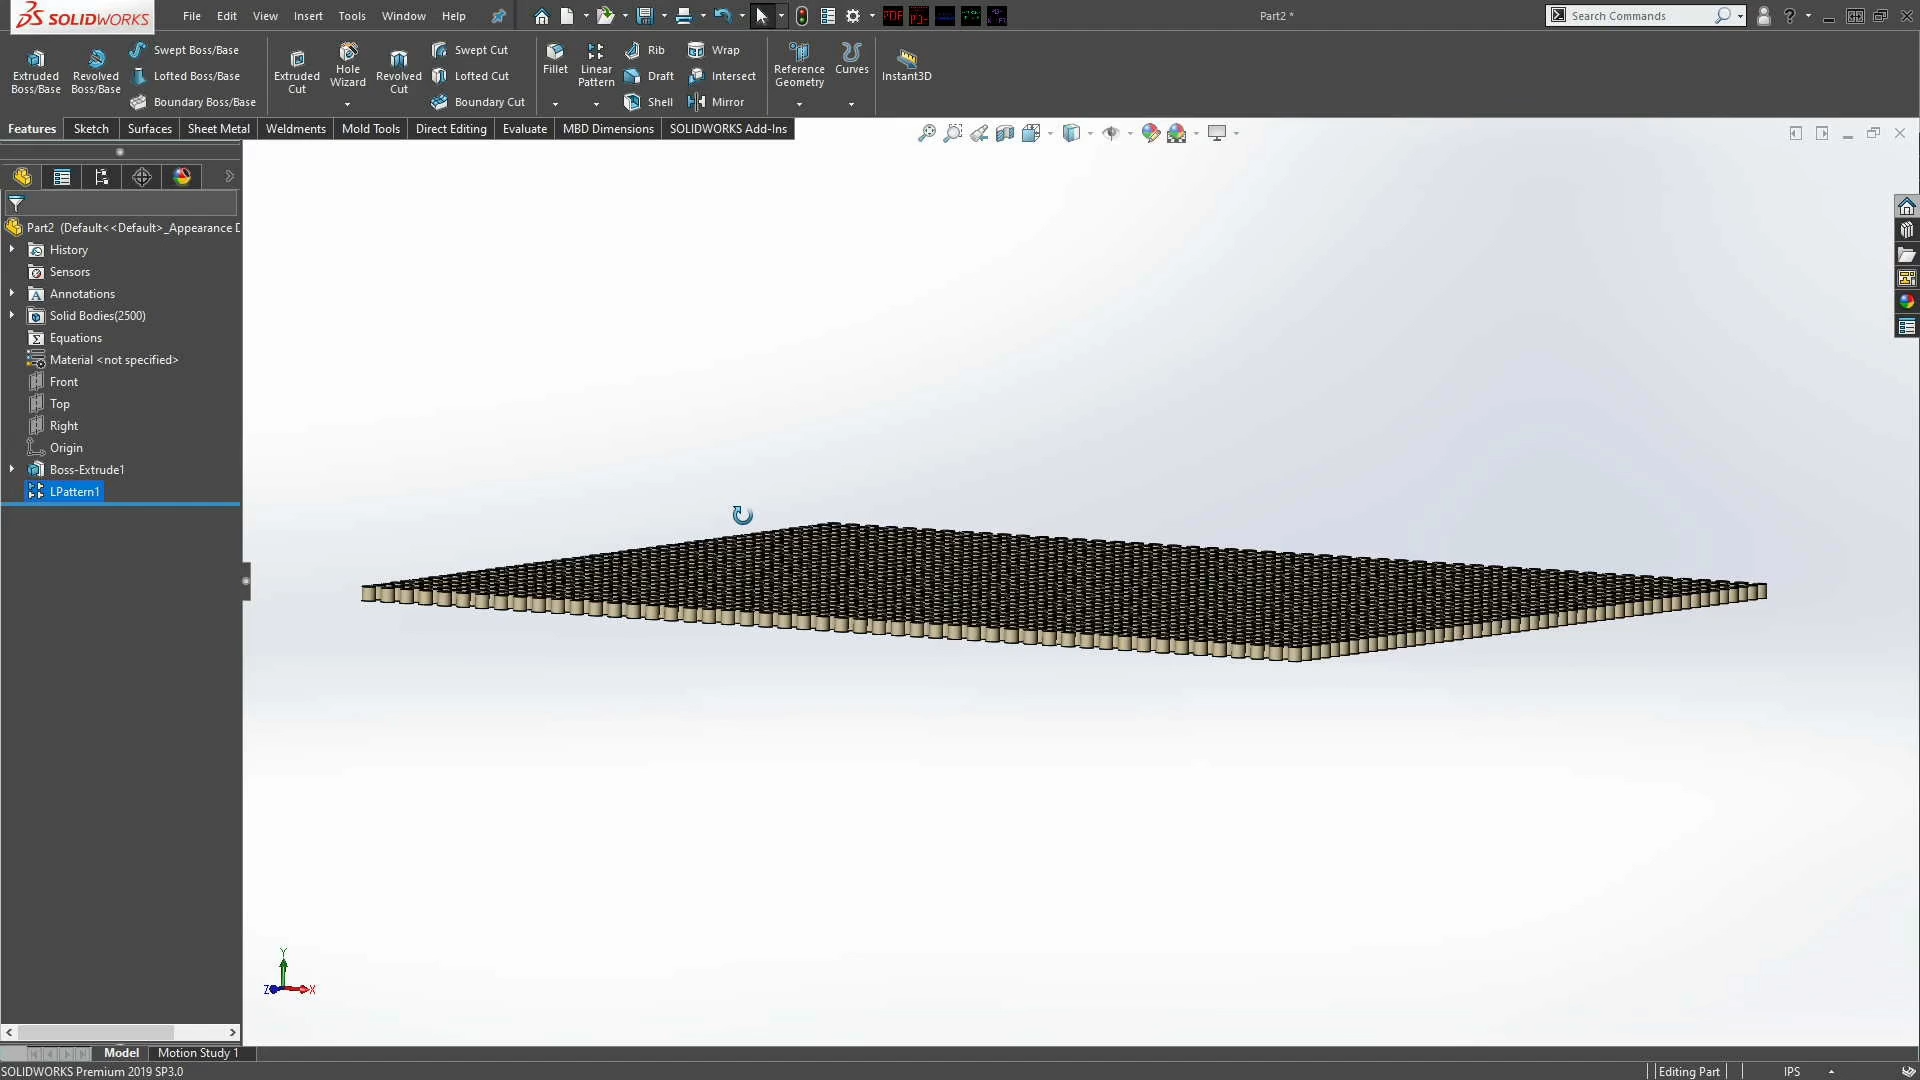 SOLIDWORKS File Edit View Insert Tools Window Help Part2 * Search Commands
Extruded Boss/Base
Revolved Boss/Base
Swept Boss/Base
Lofted Boss/Base
Boundary Boss/Base
Extruded Cut
Hole Wizard
Revolved Cut
Swept Cut
Lofted Cut
Boundary Cut
Fillet
Linear Pattern
Rib
Draft
Shell
Wrap
Intersect
Mirror
Reference Geometry
Curves
Instant3D
Features Sketch Surfaces Sheet Metal Weldments Mold Tools Direct Editing Evaluate MBD Dimensions SOLIDWORKS Add-Ins
Part2 (Default<<Default>_Appearance D
History
Sensors
Annotations
Solid Bodies(2500)
Equations
Material <not specified>
Front
Top
Right
Origin
Boss-Extrude1
LPattern1
Y
Z X
Model Motion Study 1
SOLIDWORKS Premium 2019 SP3.0 Editing Part IPS